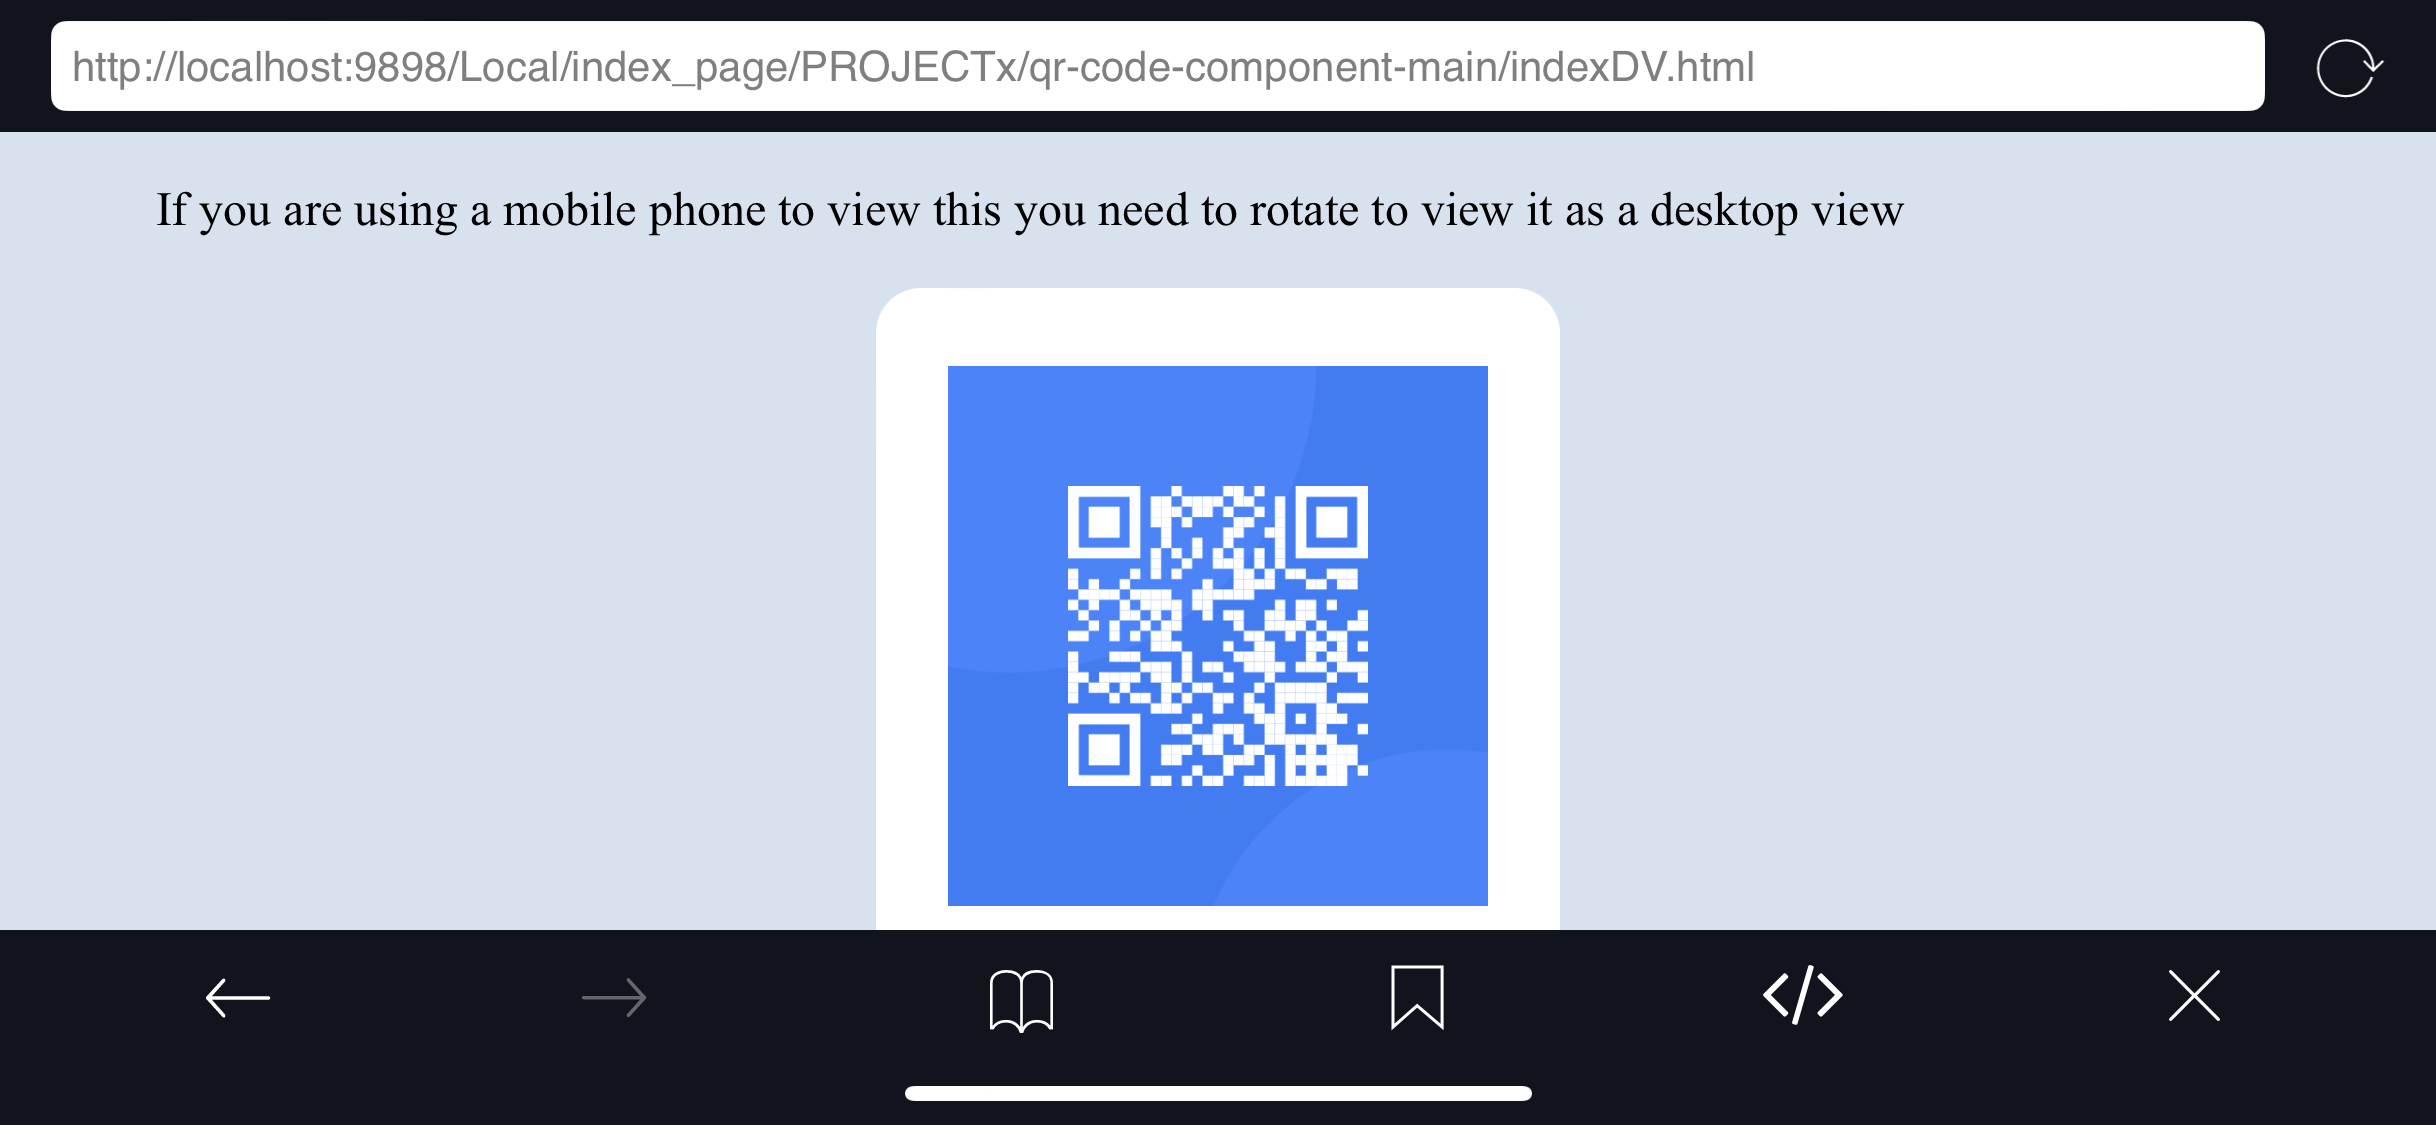 http://localhost:9898/Local/index_page/PROJECTx/qr-code-component-main/indexDV.html
If you are using a mobile phone to view this you need to rotate to view it as a desktop view